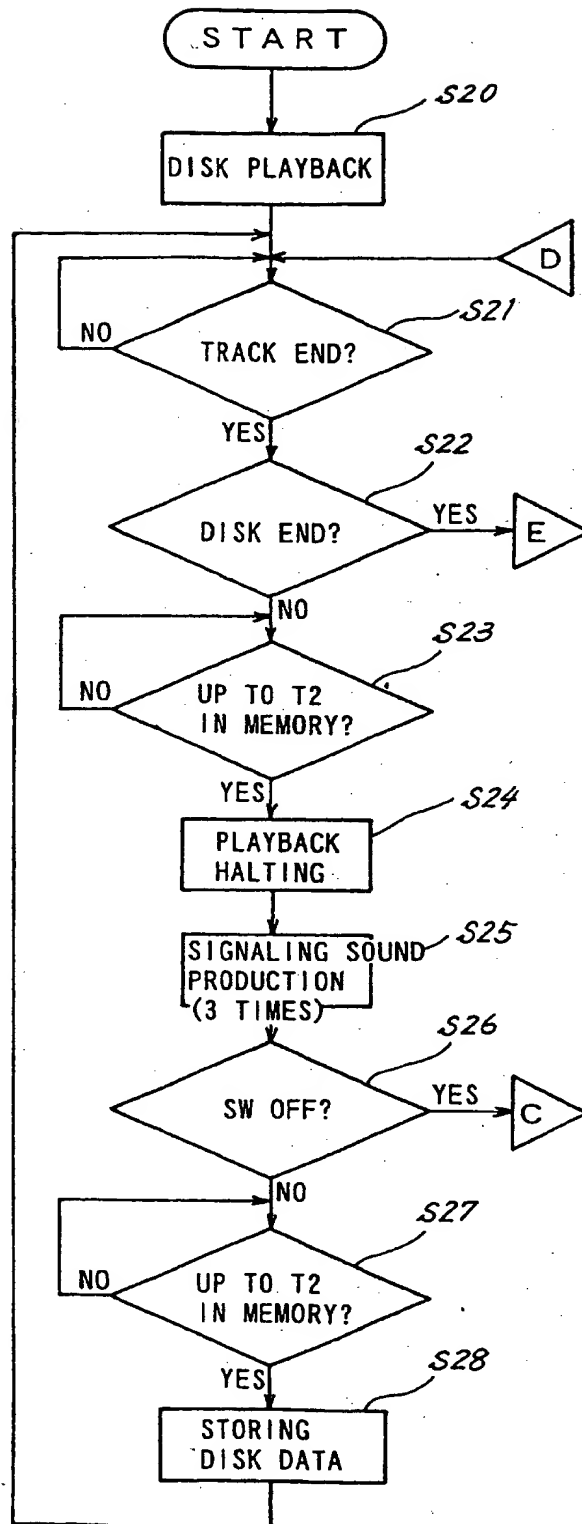 START
S20
DISK PLAYBACK
D
S21
NO
TRACK END?
YES
S22
DISK END?
YES
E
NO
S23
NO
UP TO T2
IN MEMORY?
YES
S24
PLAYBACK
HALTING
S25
SIGNALING SOUND
PRODUCTION
(3 TIMES)
S26
SW OFF?
YES
C
NO
S27
NO
UP TO T2
IN MEMORY?
YES
S28
STORING
DISK DATA